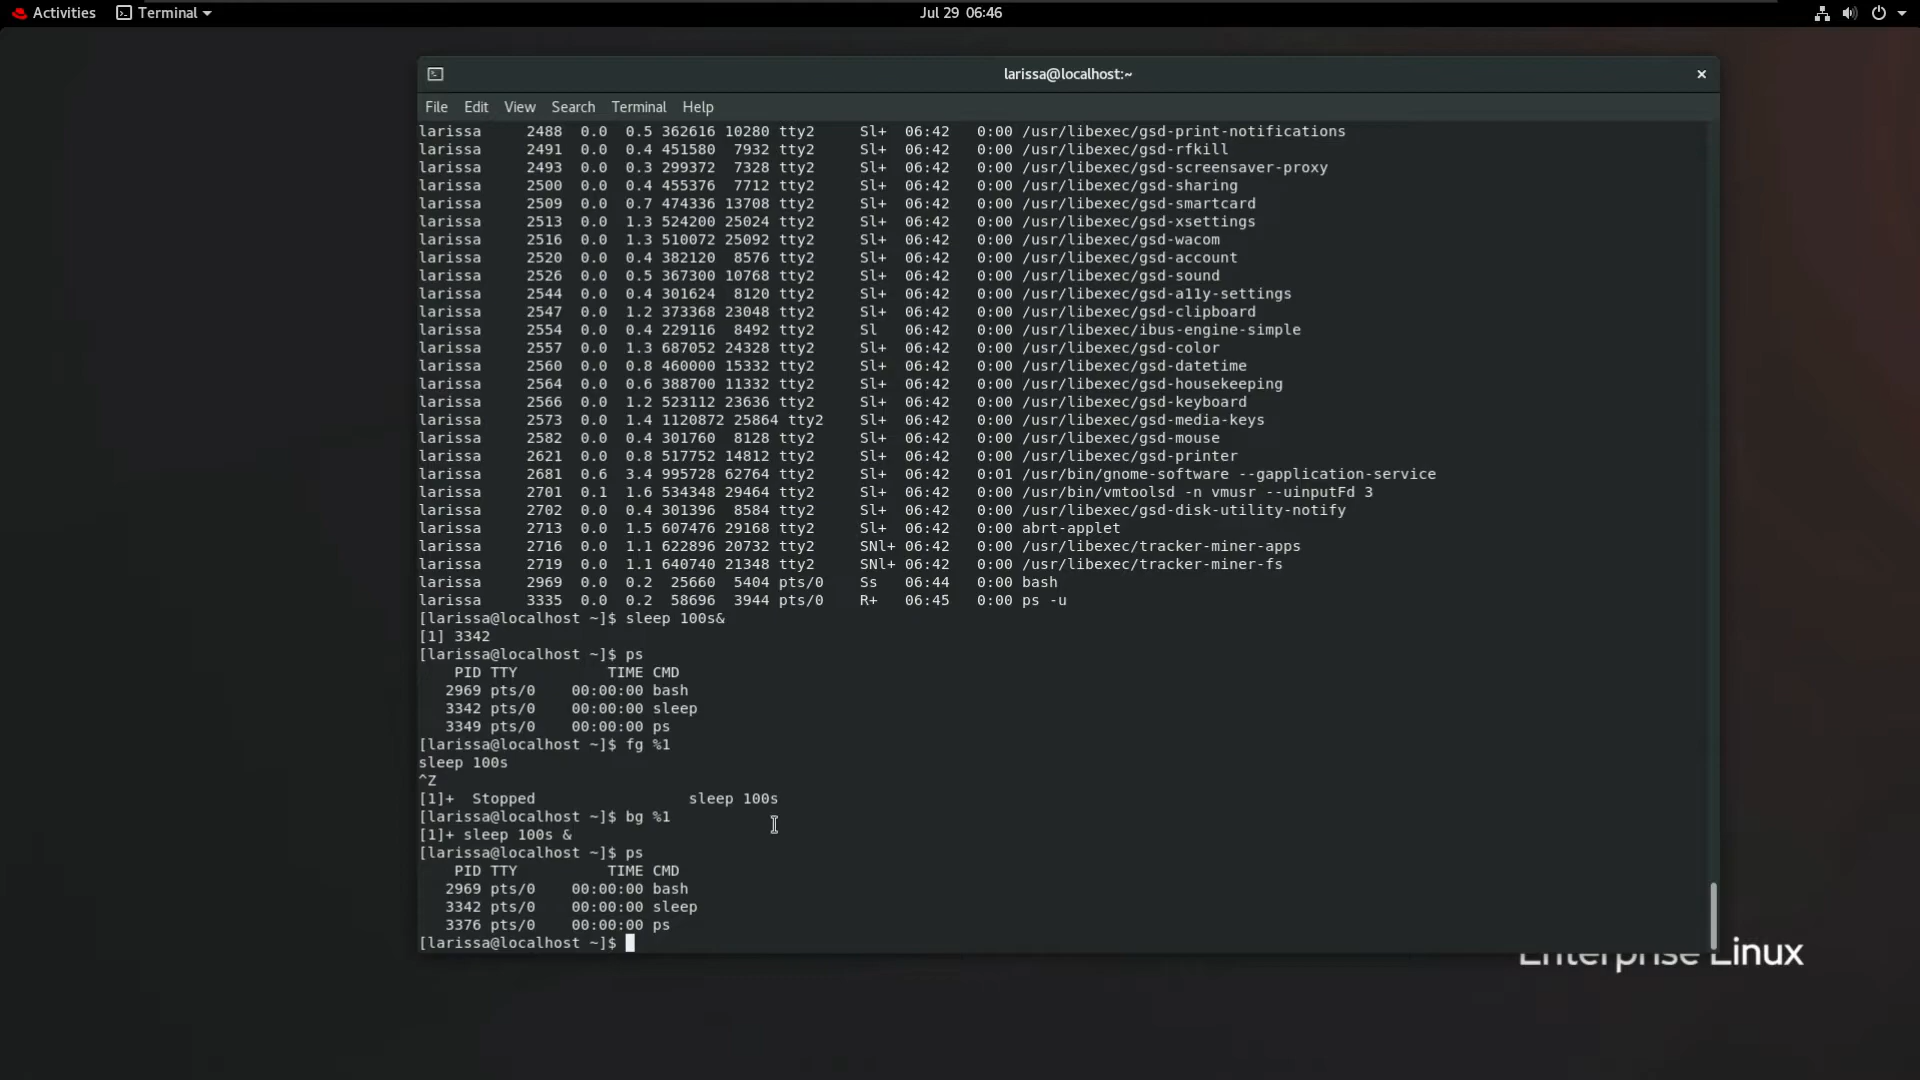 Activities Terminal Jul 29 06:46
larissa@localhost:~ ×
File Edit View Search Terminal Help
larissa     2488  0.0  0.5 362616 10280 tty2     Sl+  06:42   0:00 /usr/libexec/gsd-print-notifications
larissa     2491  0.0  0.4 451580  7932 tty2     Sl+  06:42   0:00 /usr/libexec/gsd-rfkill
larissa     2493  0.0  0.3 299372  7328 tty2     Sl+  06:42   0:00 /usr/libexec/gsd-screensaver-proxy
larissa     2500  0.0  0.4 455376  7712 tty2     Sl+  06:42   0:00 /usr/libexec/gsd-sharing
larissa     2509  0.0  0.7 474336 13708 tty2     Sl+  06:42   0:00 /usr/libexec/gsd-smartcard
larissa     2513  0.0  1.3 524200 25024 tty2     Sl+  06:42   0:00 /usr/libexec/gsd-xsettings
larissa     2516  0.0  1.3 510072 25092 tty2     Sl+  06:42   0:00 /usr/libexec/gsd-wacom
larissa     2520  0.0  0.4 382120  8576 tty2     Sl+  06:42   0:00 /usr/libexec/gsd-account
larissa     2526  0.0  0.5 367300 10768 tty2     Sl+  06:42   0:00 /usr/libexec/gsd-sound
larissa     2544  0.0  0.4 301624  8120 tty2     Sl+  06:42   0:00 /usr/libexec/gsd-a11y-settings
larissa     2547  0.0  1.2 373368 23048 tty2     Sl+  06:42   0:00 /usr/libexec/gsd-clipboard
larissa     2554  0.0  0.4 229116  8492 tty2     Sl   06:42   0:00 /usr/libexec/ibus-engine-simple
larissa     2557  0.0  1.3 687052 24328 tty2     Sl+  06:42   0:00 /usr/libexec/gsd-color
larissa     2560  0.0  0.8 460000 15332 tty2     Sl+  06:42   0:00 /usr/libexec/gsd-datetime
larissa     2564  0.0  0.6 388700 11332 tty2     Sl+  06:42   0:00 /usr/libexec/gsd-housekeeping
larissa     2566  0.0  1.2 523112 23636 tty2     Sl+  06:42   0:00 /usr/libexec/gsd-keyboard
larissa     2573  0.0  1.4 1120872 25864 tty2    Sl+  06:42   0:00 /usr/libexec/gsd-media-keys
larissa     2582  0.0  0.4 301760  8128 tty2     Sl+  06:42   0:00 /usr/libexec/gsd-mouse
larissa     2621  0.0  0.8 517752 14812 tty2     Sl+  06:42   0:00 /usr/libexec/gsd-printer
larissa     2681  0.6  3.4 995728 62764 tty2     Sl+  06:42   0:01 /usr/bin/gnome-software --gapplication-service
larissa     2701  0.1  1.6 534348 29464 tty2     Sl+  06:42   0:00 /usr/bin/vmtoolsd -n vmusr --uinputFd 3
larissa     2702  0.0  0.4 301396  8584 tty2     Sl+  06:42   0:00 /usr/libexec/gsd-disk-utility-notify
larissa     2713  0.0  1.5 607476 29168 tty2     Sl+  06:42   0:00 abrt-applet
larissa     2716  0.0  1.1 622896 20732 tty2     SNl+ 06:42   0:00 /usr/libexec/tracker-miner-apps
larissa     2719  0.0  1.1 640740 21348 tty2     SNl+ 06:42   0:00 /usr/libexec/tracker-miner-fs
larissa     2969  0.0  0.2  25660  5404 pts/0    Ss   06:44   0:00 bash
larissa     3335  0.0  0.2  58696  3944 pts/0    R+   06:45   0:00 ps -u
[larissa@localhost ~]$ sleep 100s&
[1] 3342
[larissa@localhost ~]$ ps
    PID TTY          TIME CMD
   2969 pts/0    00:00:00 bash
   3342 pts/0    00:00:00 sleep
   3349 pts/0    00:00:00 ps
[larissa@localhost ~]$ fg %1
sleep 100s
^Z
[1]+  Stopped                 sleep 100s
[larissa@localhost ~]$ bg %1
[1]+ sleep 100s &
[larissa@localhost ~]$ ps
    PID TTY          TIME CMD
   2969 pts/0    00:00:00 bash
   3342 pts/0    00:00:00 sleep
   3376 pts/0    00:00:00 ps
[larissa@localhost ~]$
Enterprise Linux